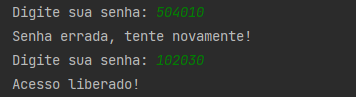 Digite sua senha: 504010
Senha errada, tente novamente!
Digite sua senha: 102030
Acesso liberado!